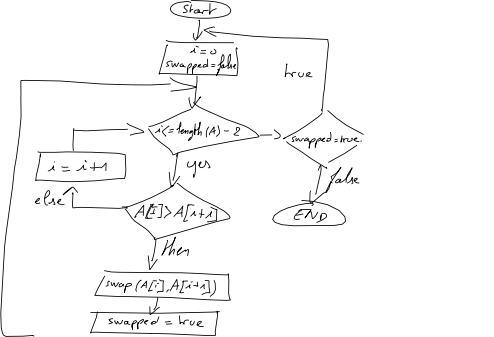 Start
i=0
swapped=false
true
i<=length(A)-2
swapped=true
i=i+1
yes
else
false
A[i]>A[i+1]
END
then
swap(A[i],A[i+1])
swapped=true